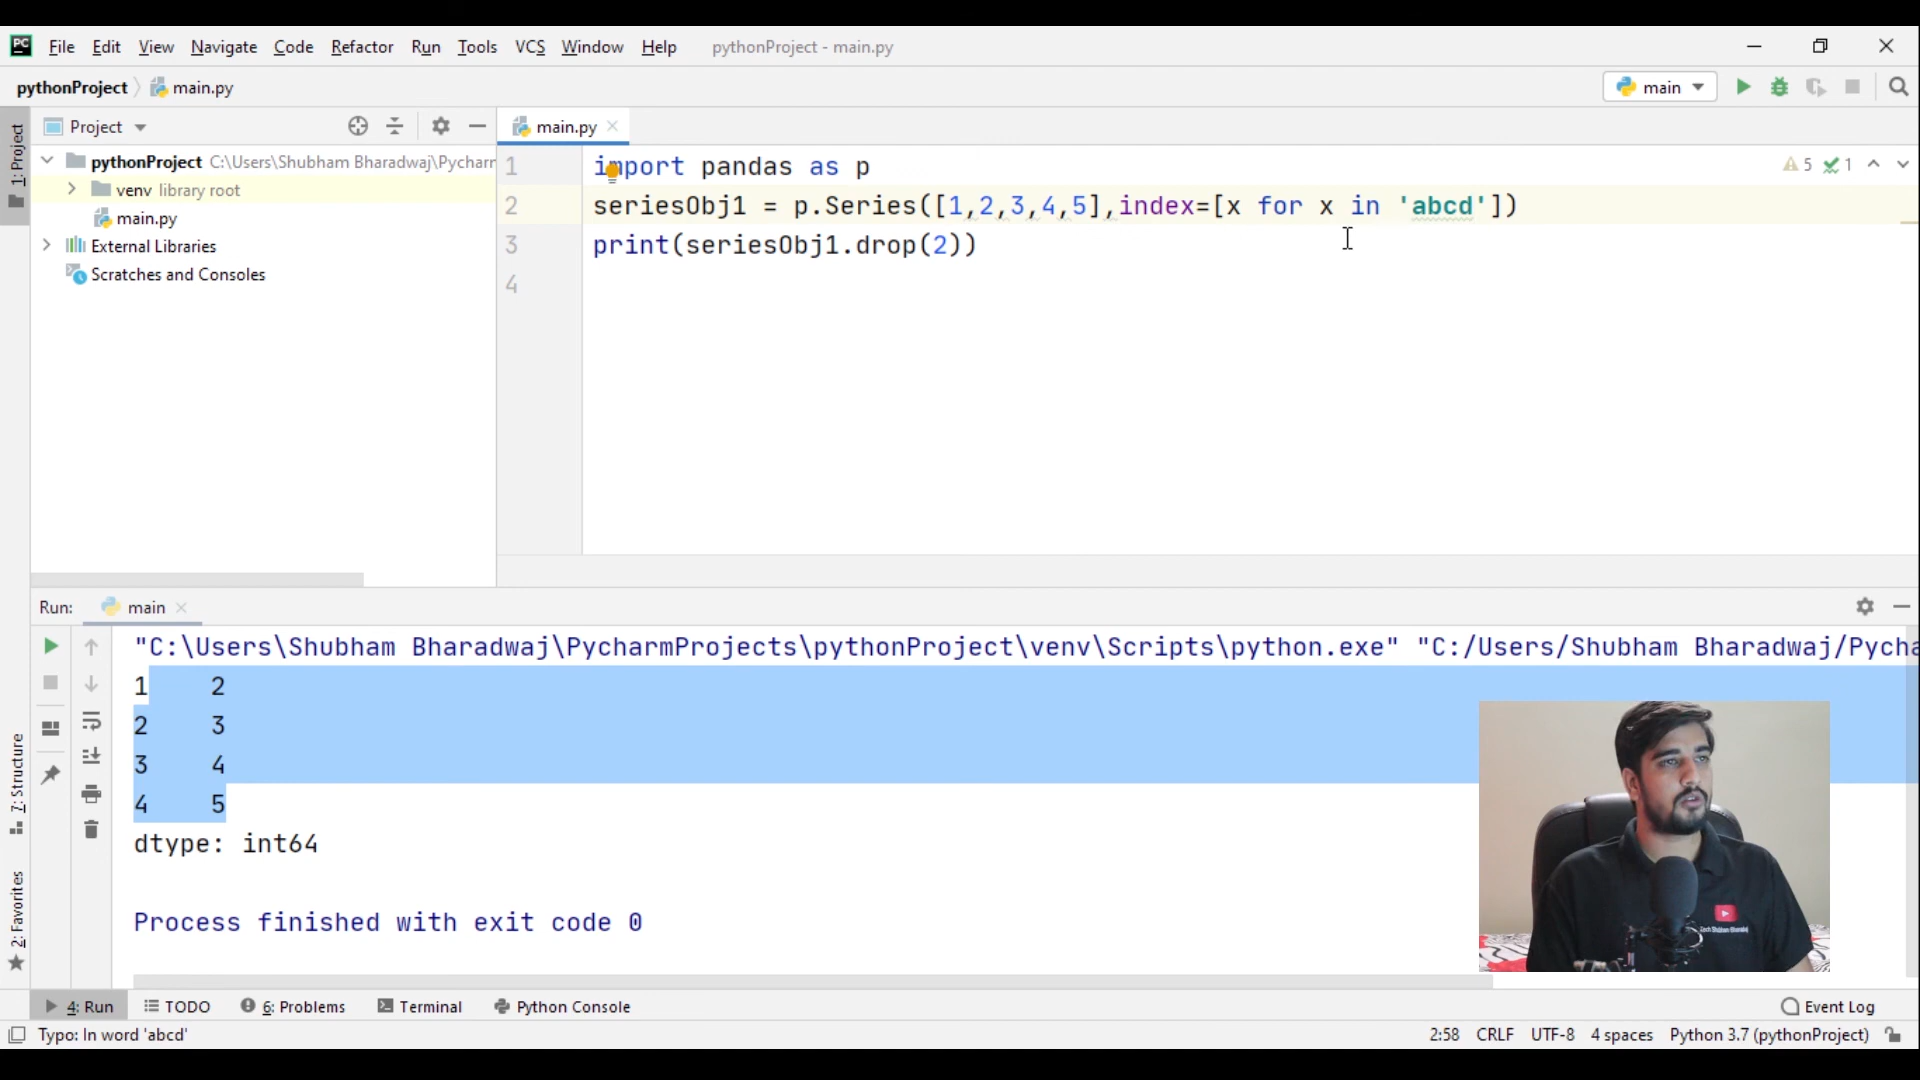 File Edit View Navigate Code Refactor Run Tools VCS Window Help pythonProject - main.py
pythonProject main.py
main
1: Project
Project
pythonProject C:\Users\Shubham Bharadwaj\Pycharm
venv library root
main.py
External Libraries
Scratches and Consoles
main.py
5 1
1 import pandas as p
2 seriesObj1 = p.Series([1,2,3,4,5],index=[x for x in 'abcd'])
3 print(seriesObj1.drop(2))
4
Run: main
"C:\Users\Shubham Bharadwaj\PycharmProjects\pythonProject\venv\Scripts\python.exe" "C:/Users/Shubham Bharadwaj/Pycha
1 2
2 3
3 4
4 5
dtype: int64
Process finished with exit code 0
7: Structure
2: Favorites
4: Run TODO 6: Problems Terminal Python Console Event Log
Typo: In word 'abcd' 2:58 CRLF UTF-8 4 spaces Python 3.7 (pythonProject)